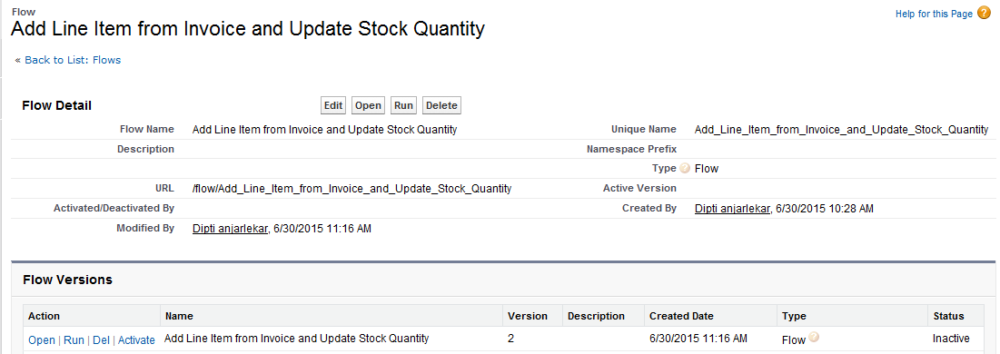 Flow
Help for this Page ?
Add Line Item from Invoice and Update Stock Quantity
« Back to List: Flows
Flow Detail Edit Open Run Delete
Flow Name Add Line Item from Invoice and Update Stock Quantity Unique Name Add_Line_Item_from_Invoice_and_Update_Stock_Quantity
Description Namespace Prefix
Type ? Flow
URL /flow/Add_Line_Item_from_Invoice_and_Update_Stock_Quantity Active Version
Activated/Deactivated By Created By Dipti anjarlekar, 6/30/2015 10:28 AM
Modified By Dipti anjarlekar, 6/30/2015 11:16 AM
Flow Versions
Action Name Version Description Created Date Type Status
Open | Run | Del | Activate Add Line Item from Invoice and Update Stock Quantity 2 6/30/2015 11:16 AM Flow ? Inactive